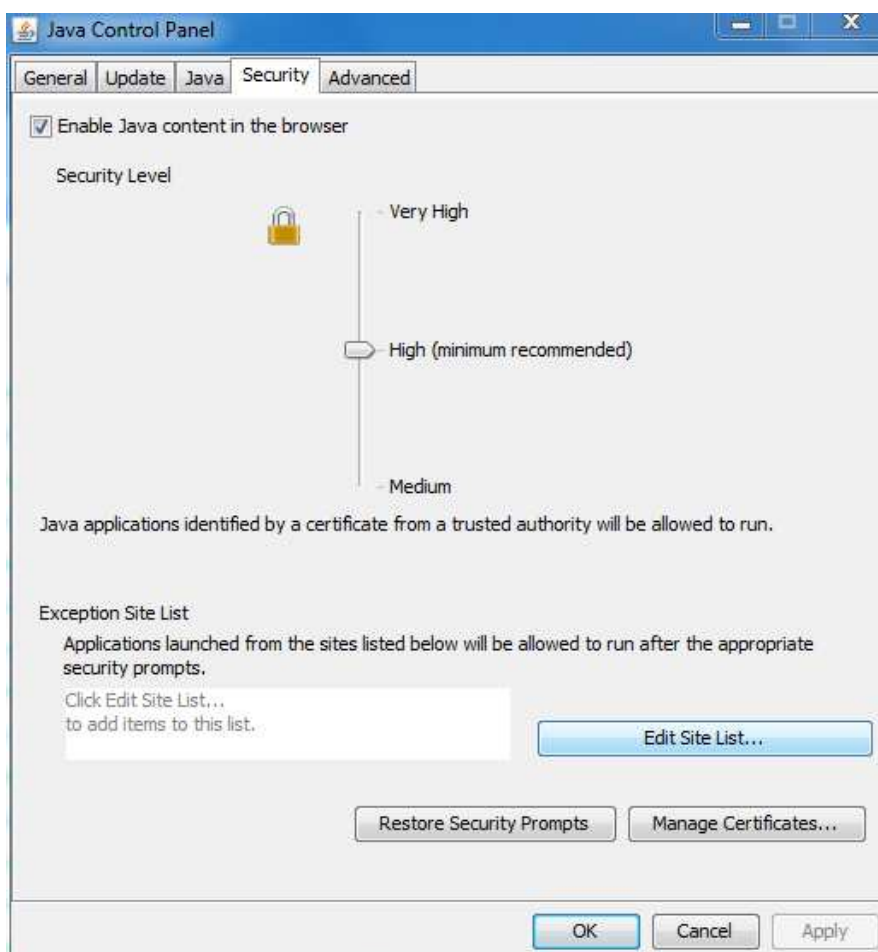 Java Control Panel
General Update Java Security Advanced
Enable Java content in the browser
Security Level
Very High
High (minimum recommended)
Medium
Java applications identified by a certificate from a trusted authority will be allowed to run.
Exception Site List
Applications launched from the sites listed below will be allowed to run after the appropriate
security prompts.
Click Edit Site List...
to add items to this list.
Edit Site List...
Restore Security Prompts Manage Certificates...
OK Cancel Apply